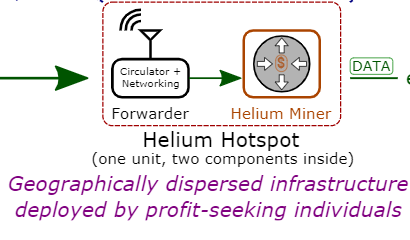 Circulator +
Networking
$
DATA
Forwarder
Helium Miner
Helium Hotspot
(one unit, two components inside)
Geographically dispersed infrastructure
deployed by profit-seeking individuals